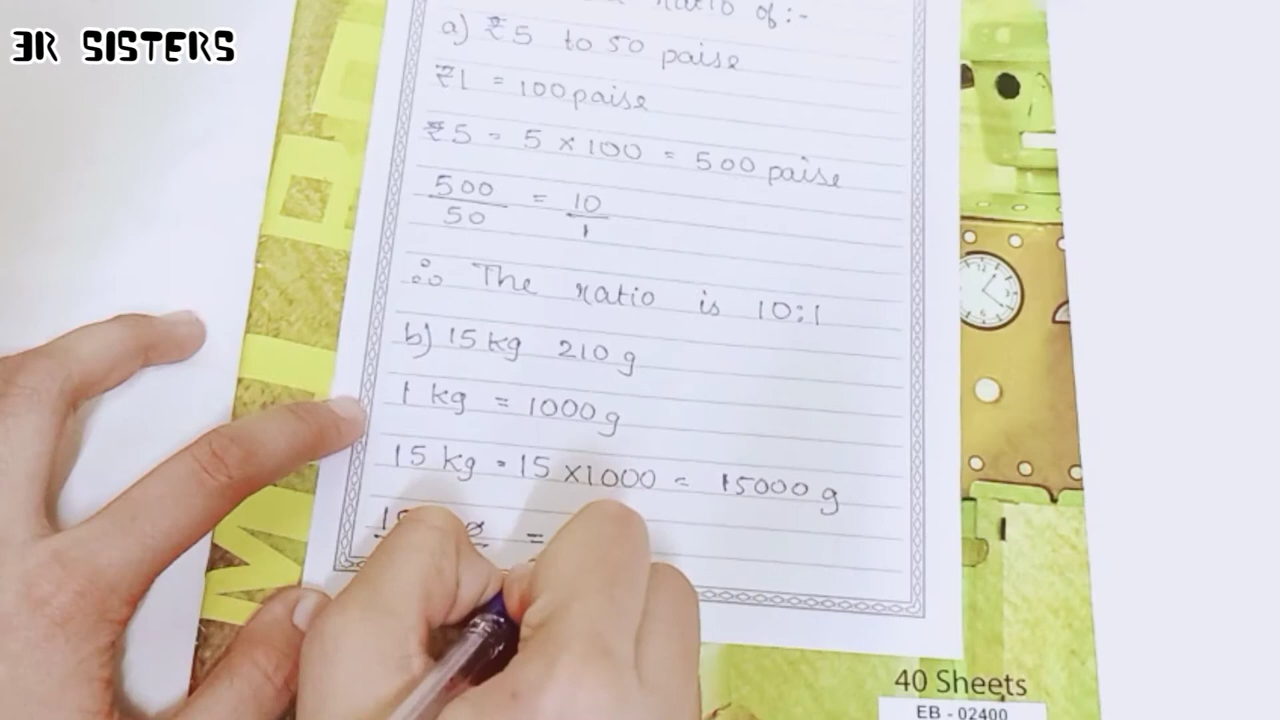 3R SISTERS
ratio of:-
a) ₹5 to 50 paise
₹1 = 100 paise
₹5 = 5 × 100 = 500 paise
500/50 = 10/1
∴ The ratio is 10:1
b) 15 kg 210 g
1 kg = 1000 g
15 kg = 15 × 1000 = 15000 g
=
40 Sheets
EB - 02400